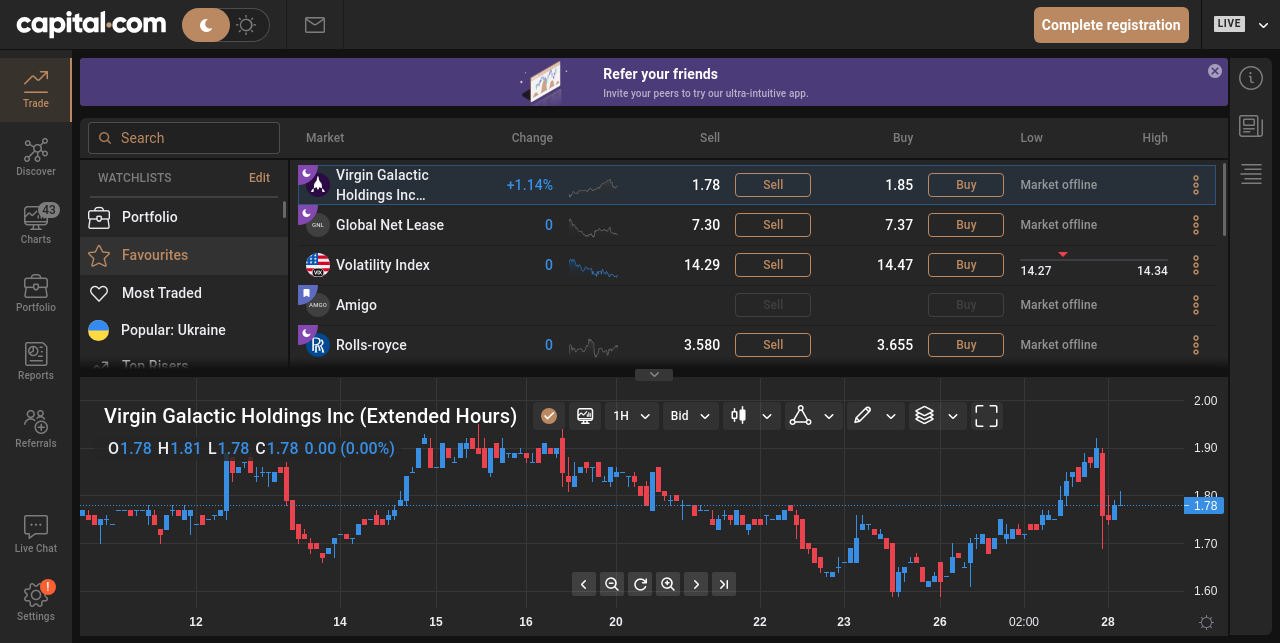 capital.com
Complete registration
LIVE
Trade
Discover
43
Charts
Portfolio
Reports
Referrals
Live Chat
!
Settings
Refer your friends
Invite your peers to try our ultra-intuitive app.
Search
WATCHLISTS Edit
Portfolio
Favourites
Most Traded
Popular: Ukraine
Top Risers
Market Change Sell Buy Low High
Virgin Galactic
Holdings Inc… +1.14% 1.78 Sell 1.85 Buy Market offline
GNL Global Net Lease 0 7.30 Sell 7.37 Buy Market offline
VIX Volatility Index 0 14.29 Sell 14.47 Buy 14.27 14.34
AMGO Amigo Sell Buy Market offline
Rolls-royce 0 3.580 Sell 3.655 Buy Market offline
Virgin Galactic Holdings Inc (Extended Hours) 1H Bid
O1.78 H1.81 L1.78 C1.78 0.00 (0.00%)
2.00
1.90
1.80
1.78
1.70
1.60
12 14 15 16 20 22 23 26 02:00 28